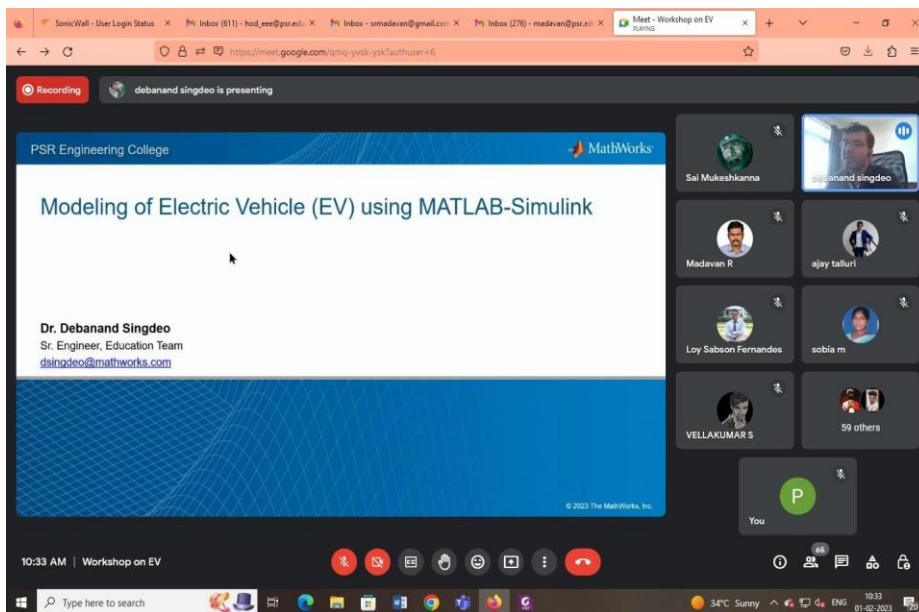 SonicWall - User Login Status
Inbox (611) - hod_eee@psr.edu
Inbox - srmadavan@gmail.com
Inbox (276) - madavan@psr.ed
Meet - Workshop on EV
PLAYING
https://meet.google.com/qmq-yvsk-ysk?authuser=6
Recording
debanand singdeo is presenting
PSR Engineering College
MathWorks
Modeling of Electric Vehicle (EV) using MATLAB-Simulink
Dr. Debanand Singdeo
Sr. Engineer, Education Team
dsingdeo@mathworks.com
© 2023 The MathWorks, Inc.
Sai Mukeshkanna
debanand singdeo
Madavan R
ajay talluri
Loy Sabson Fernandes
sobia m
VELLAKUMAR S
59 others
P
You
10:33 AM | Workshop on EV
CC
65
Type here to search
34°C Sunny
ENG
10:33
01-02-2023